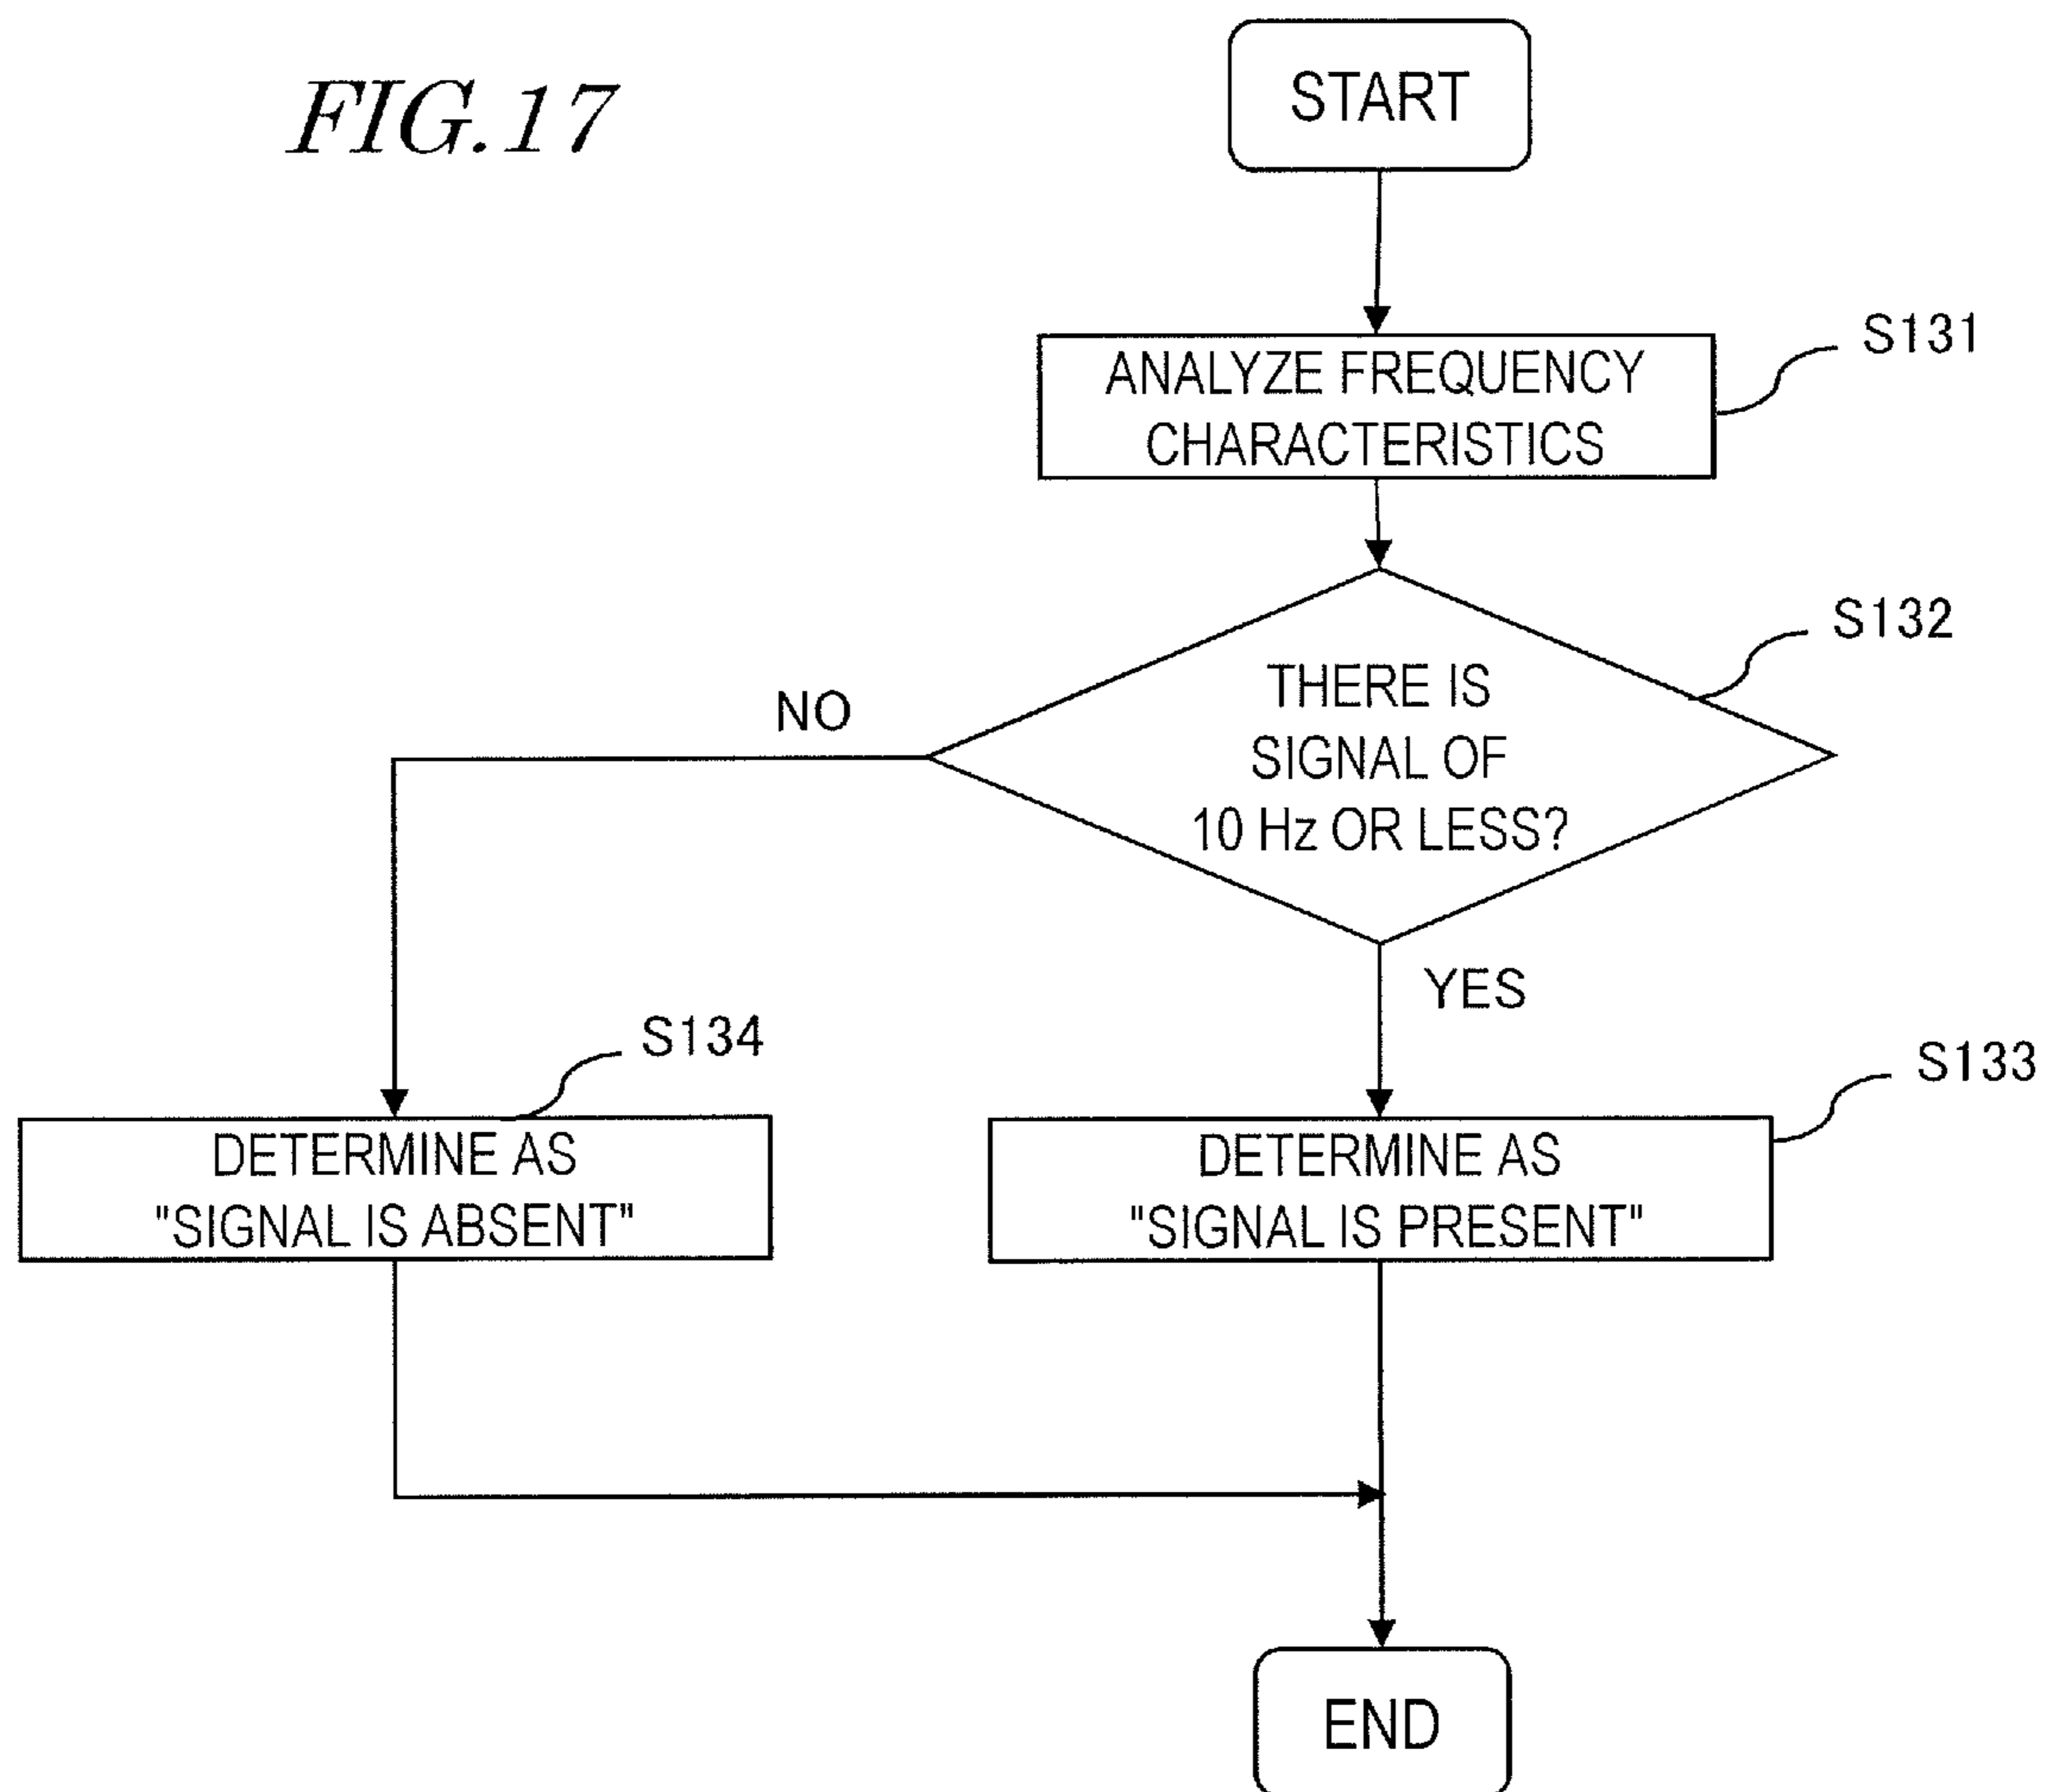 FIG.17
START
S131
ANALYZE FREQUENCY
CHARACTERISTICS
S132
THERE IS
SIGNAL OF
10 Hz OR LESS?
NO
YES
S134
S133
DETERMINE AS
"SIGNAL IS ABSENT"
DETERMINE AS
"SIGNAL IS PRESENT"
END